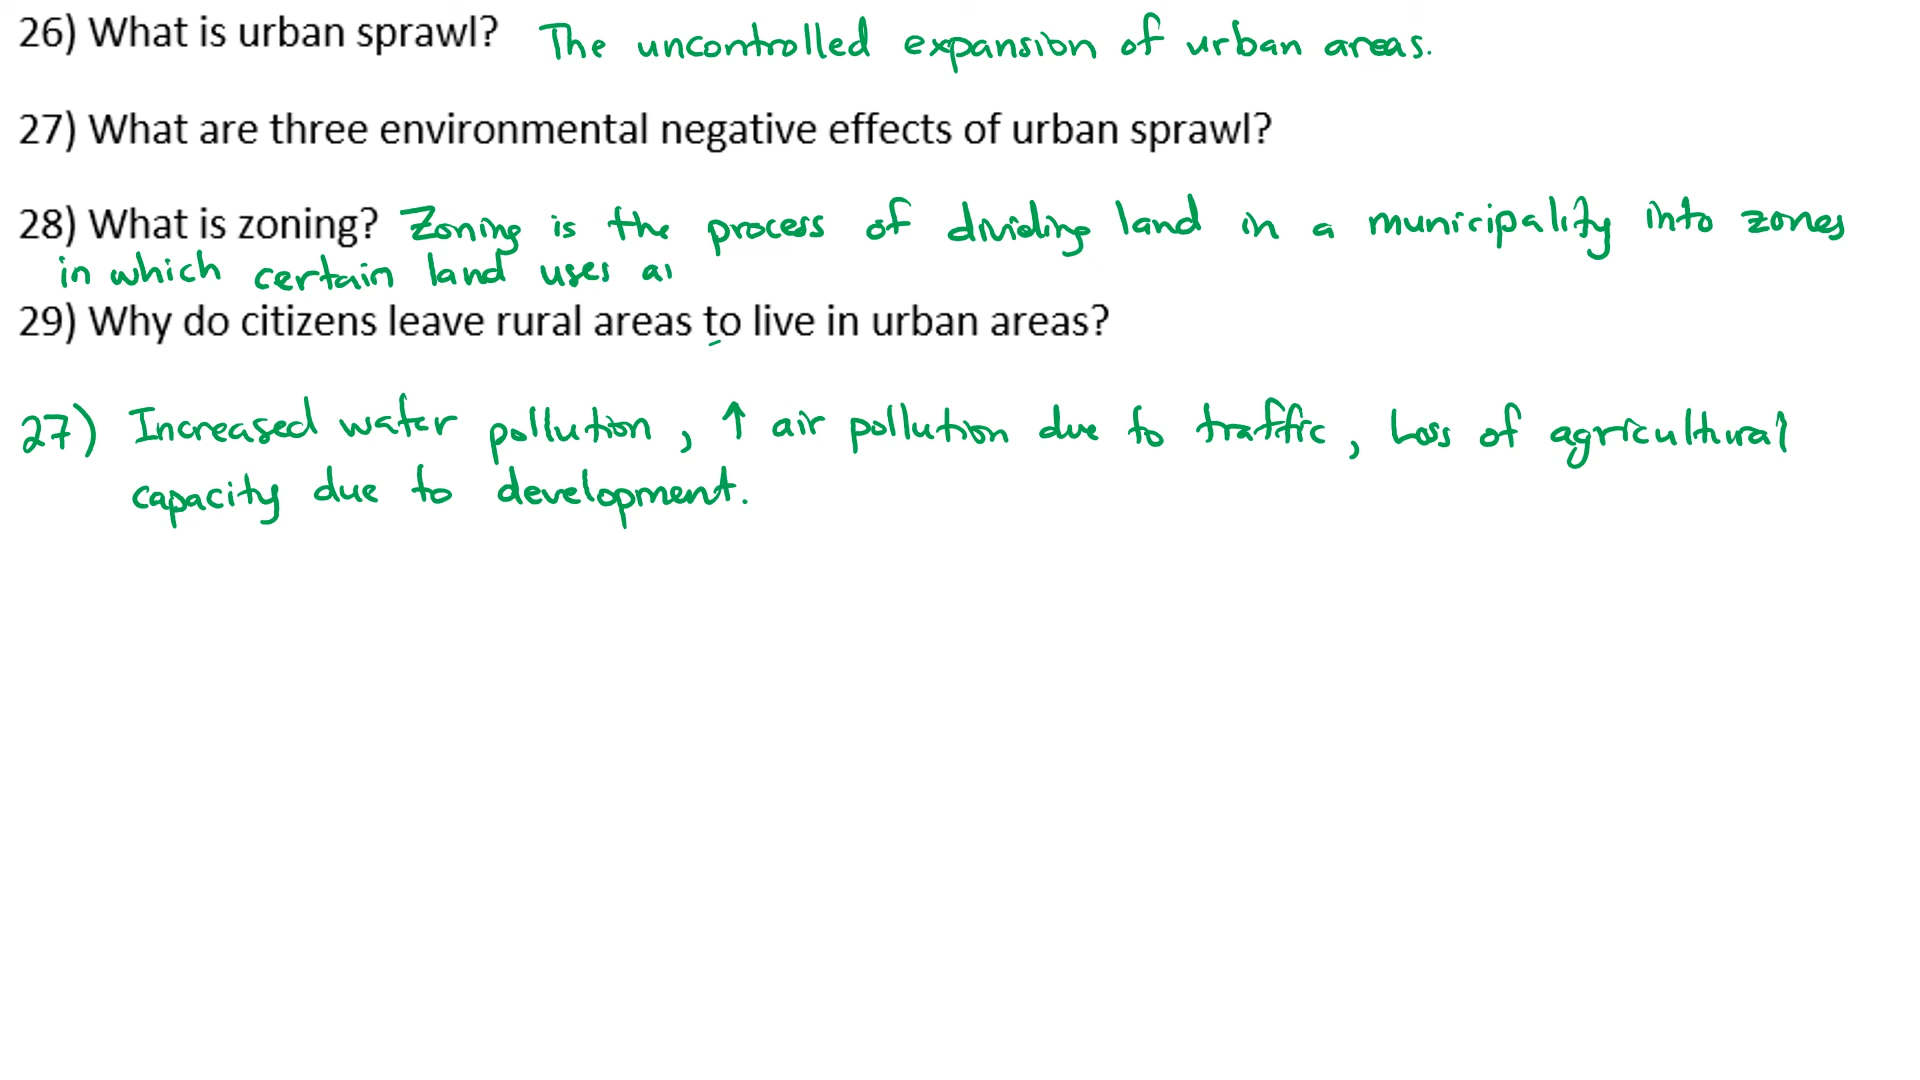 26) What is urban sprawl? The uncontrolled expansion of urban areas.
27) What are three environmental negative effects of urban sprawl?
28) What is zoning? Zoning is the process of dividing land in a municipality into zones
in which certain land uses
29) Why do citizens leave rural areas to live in urban areas?
27) Increased water pollution, ↑ air pollution due to traffic, Loss of agricultural
capacity due to development.